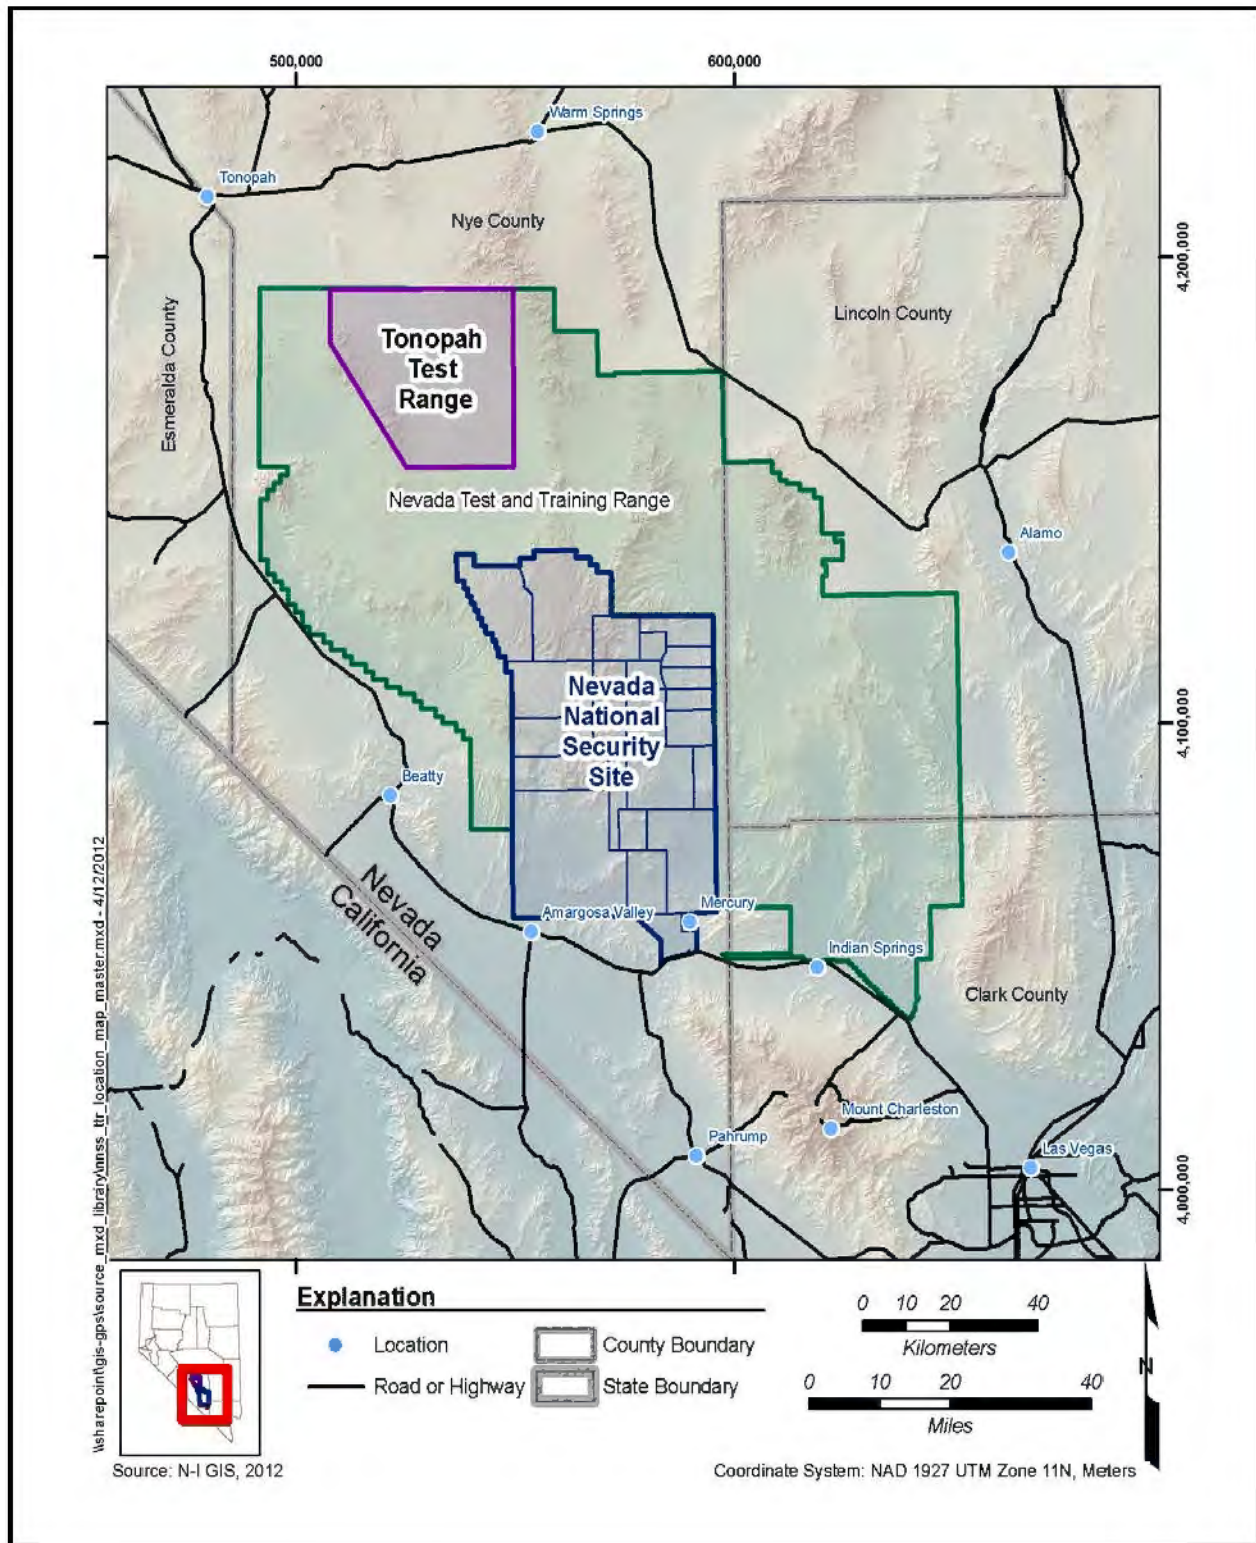 500,000
600,000
Warm Springs
Tonopah
Nye County
4,200,000
Lincoln County
Esmeralda County
Tonopah
Test
Range
Nevada Test and Training Range
Alamo
Nevada
National
Security
Site
4,100,000
Beatty
Nevada
California
Amargosa Valley
Mercury
Indian Springs
Clark County
Mount Charleston
Pahrump
Las Vegas
4,000,000
\\sharepoint\gis-gps\source_mxd_library\nnss_ttr_location_map_master.mxd - 4/12/2012
Explanation
Location
County Boundary
Road or Highway
State Boundary
0 10 20 40
Kilometers
0 10 20 40
Miles
N
Source: N-I GIS, 2012
Coordinate System: NAD 1927 UTM Zone 11N, Meters